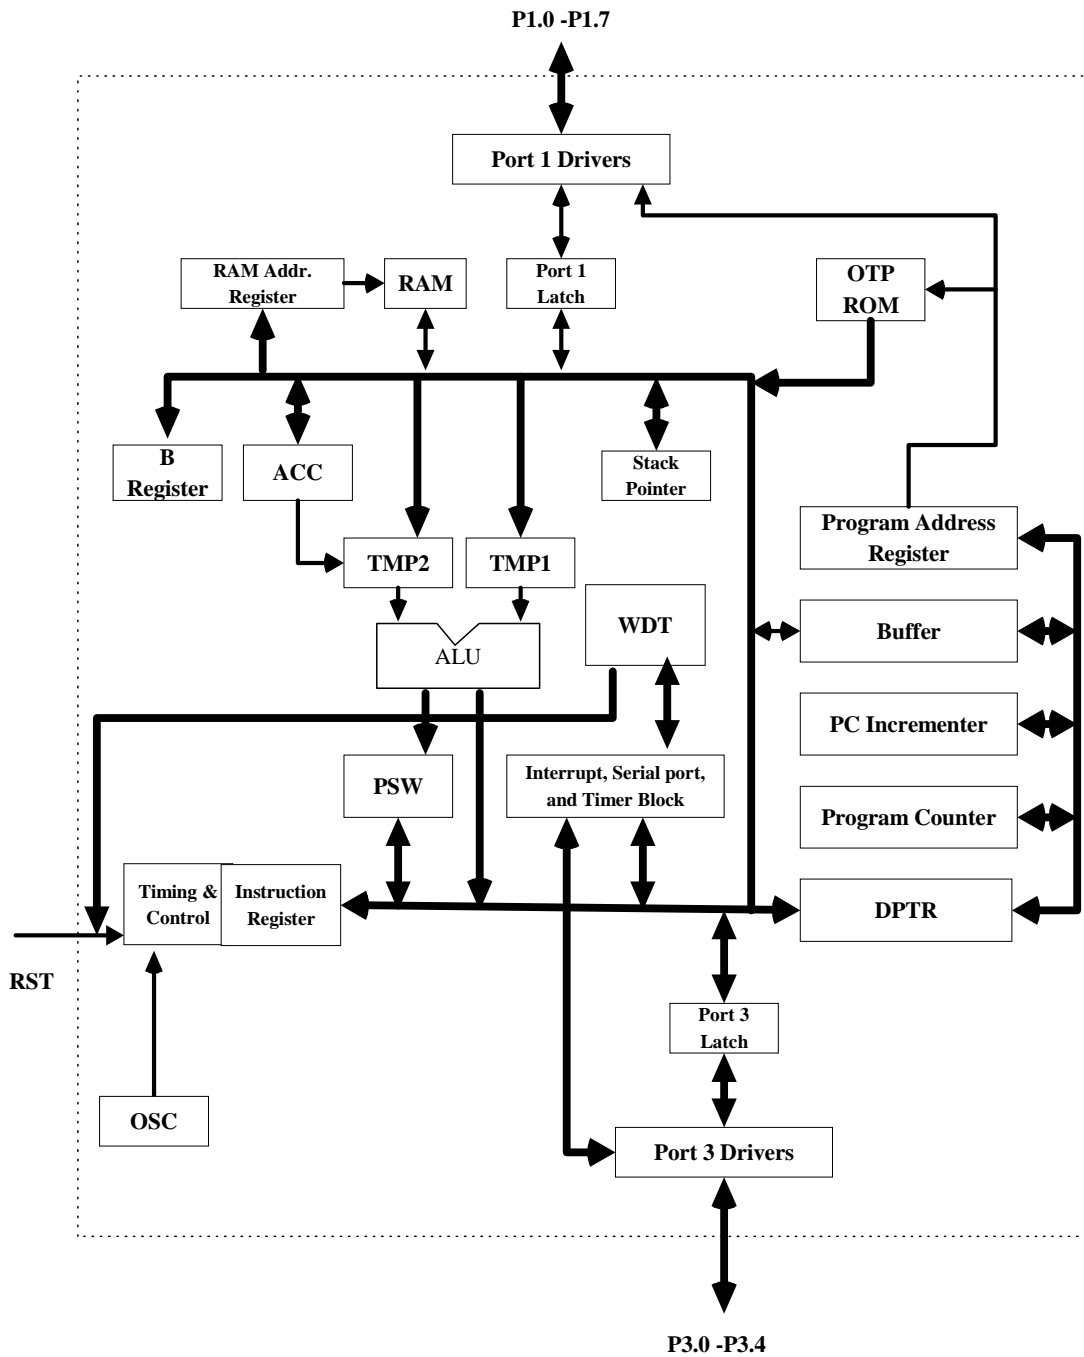 P1.0 -P1.7
Port 1 Drivers
RAM Addr.
Register
RAM
Port 1
Latch
OTP
ROM
B
Register
ACC
Stack
Pointer
Program Address
Register
TMP2
TMP1
WDT
Buffer
ALU
PC Incrementer
PSW
Interrupt, Serial port,
and Timer Block
Program Counter
Timing &
Control
Instruction
Register
DPTR
RST
Port 3
Latch
OSC
Port 3 Drivers
P3.0 -P3.4